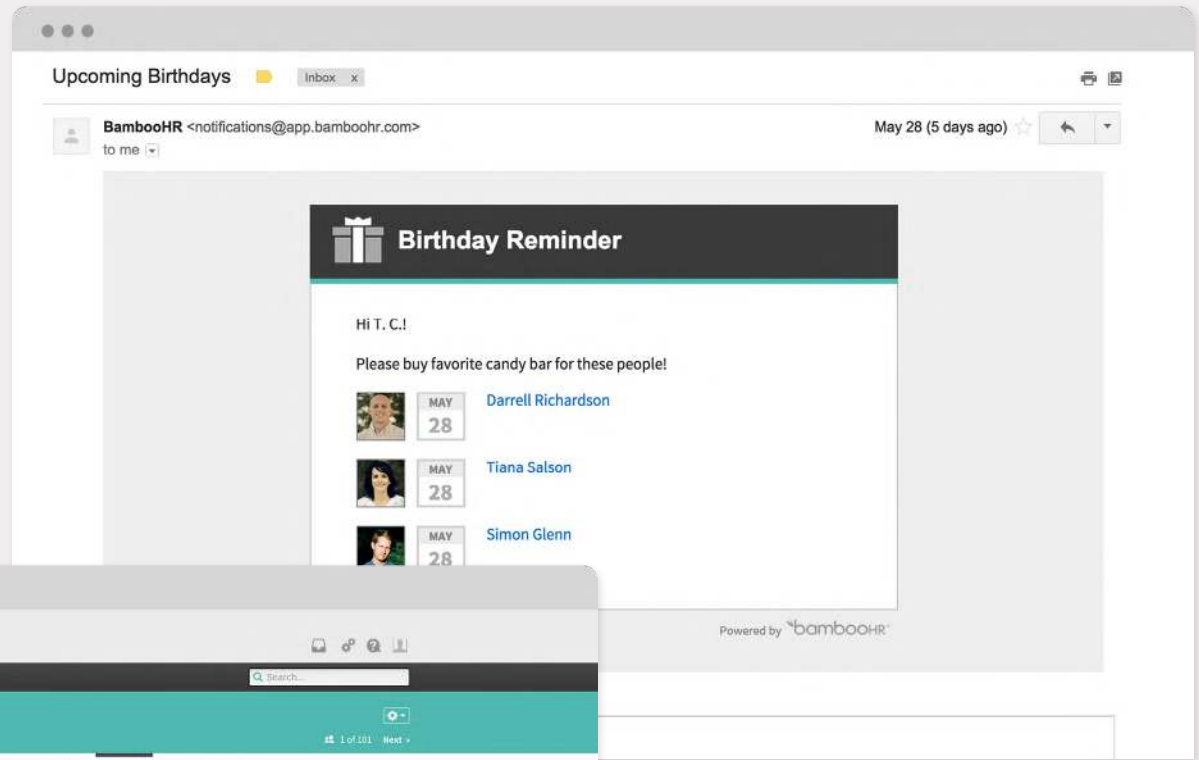 Upcoming Birthdays
Inbox x
BambooHR <notifications@app.bamboohr.com>
May 28 (5 days ago)
to me
Birthday Reminder
Hi T. C.!
Please buy favorite candy bar for these people!
MAY
28
Darrell Richardson
MAY
28
Tiana Salson
MAY
28
Simon Glenn
Powered by bambooHR
Search...
1 of 101 Next »